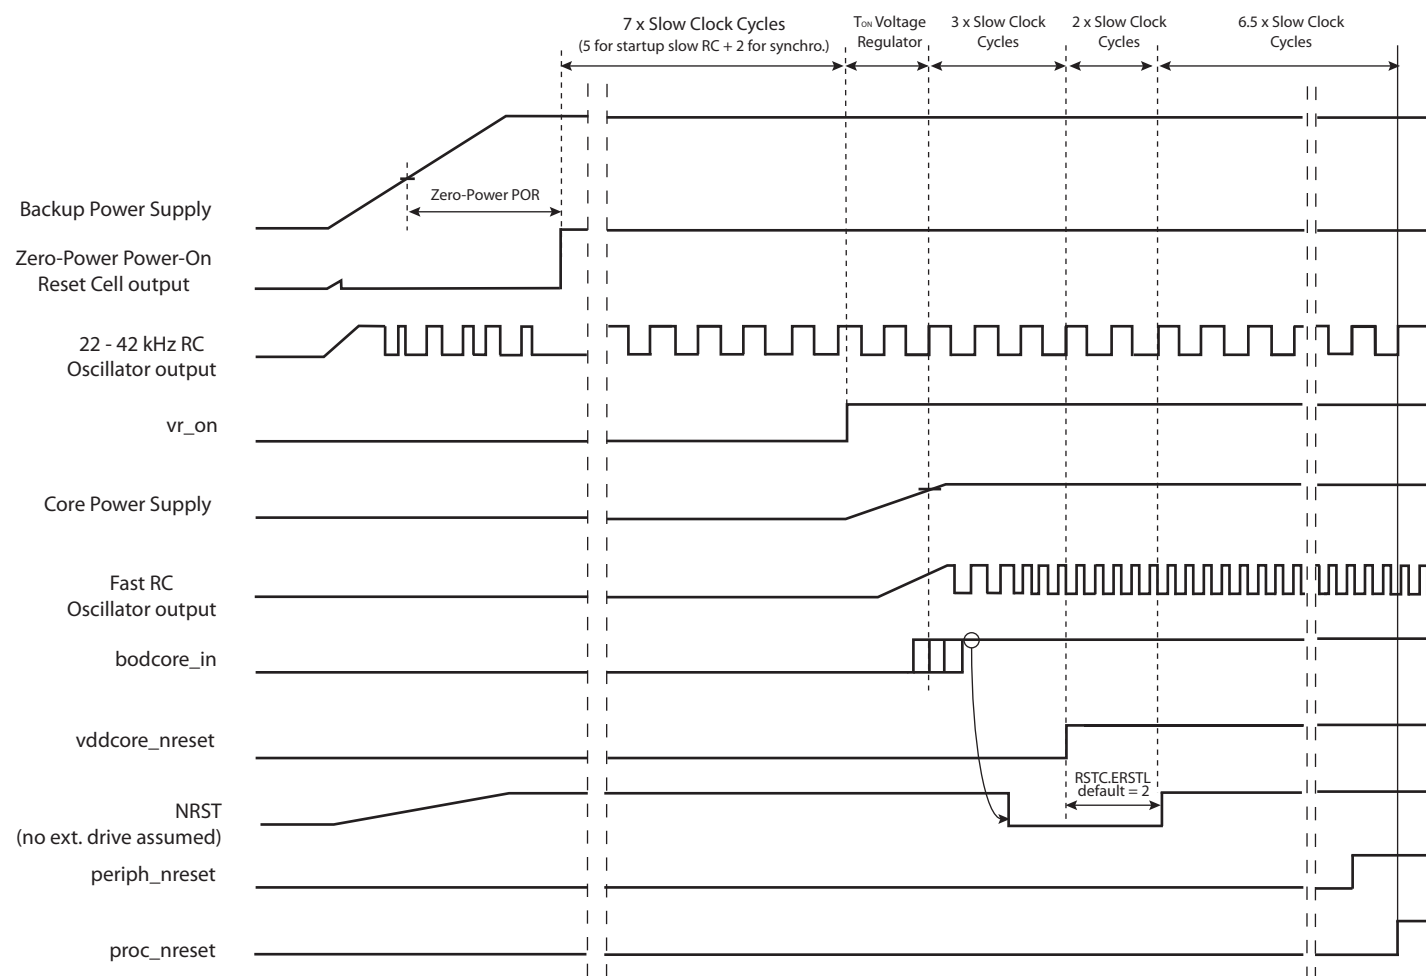 7 x Slow Clock Cycles
(5 for startup slow RC + 2 for synchro.)
TON Voltage
Regulator
3 x Slow Clock
Cycles
2 x Slow Clock
Cycles
6.5 x Slow Clock
Cycles
Zero-Power POR
Backup Power Supply
Zero-Power Power-On
Reset Cell output
22 - 42 kHz RC
Oscillator output
vr_on
Core Power Supply
Fast RC
Oscillator output
bodcore_in
vddcore_nreset
RSTC.ERSTL
default = 2
NRST
(no ext. drive assumed)
periph_nreset
proc_nreset